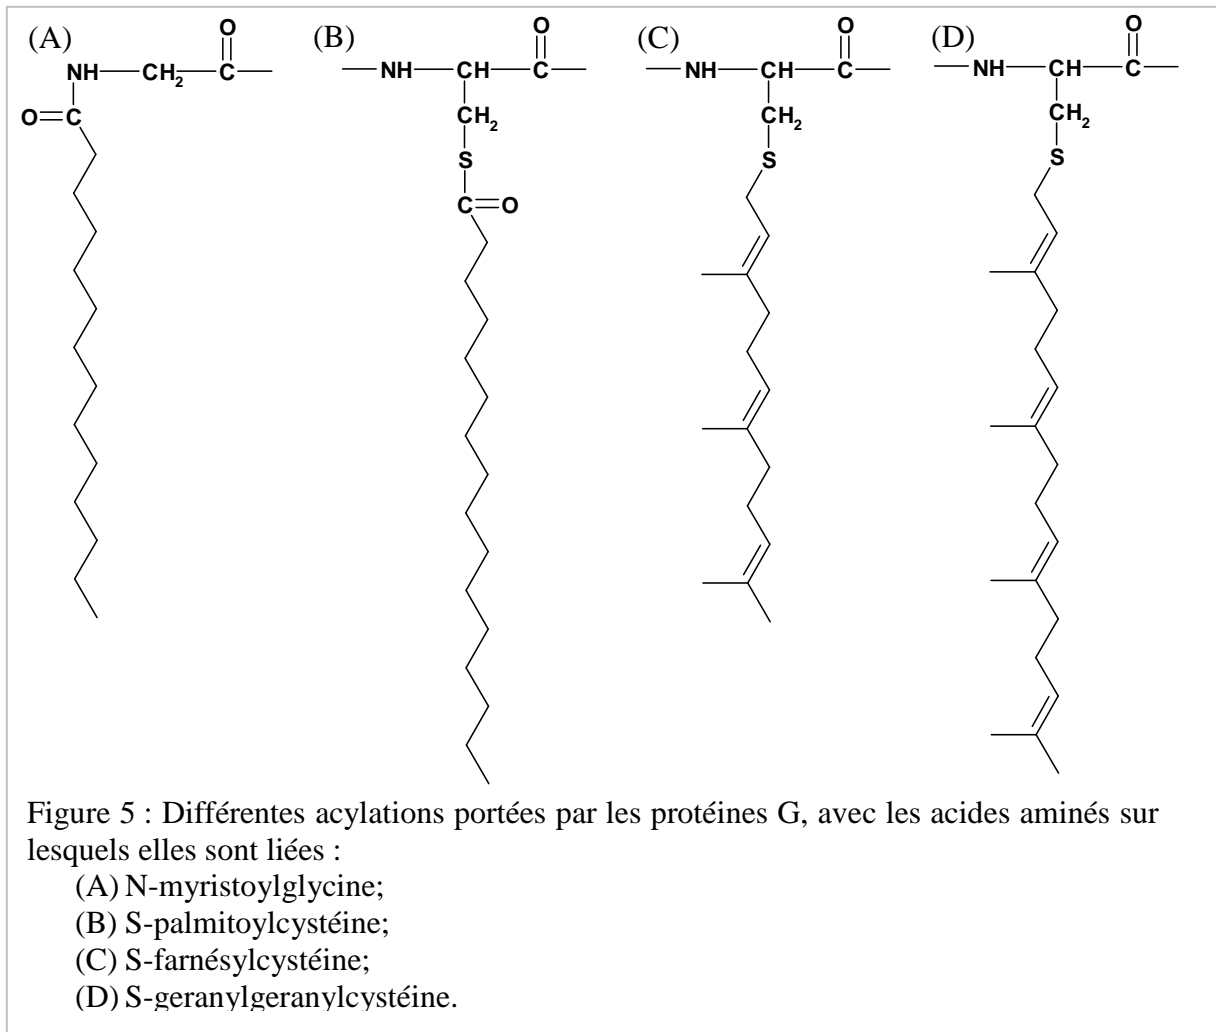 (A) (B) (C) (D)
O O O O
NH CH2 C NH CH C NH CH C NH CH C
O C CH2 CH2 CH2
S S S
C O
Figure 5 : Différentes acylations portées par les protéines G, avec les acides aminés sur
lesquels elles sont liées :
(A) N-myristoylglycine;
(B) S-palmitoylcystéine;
(C) S-farnésylcystéine;
(D) S-geranylgeranylcystéine.